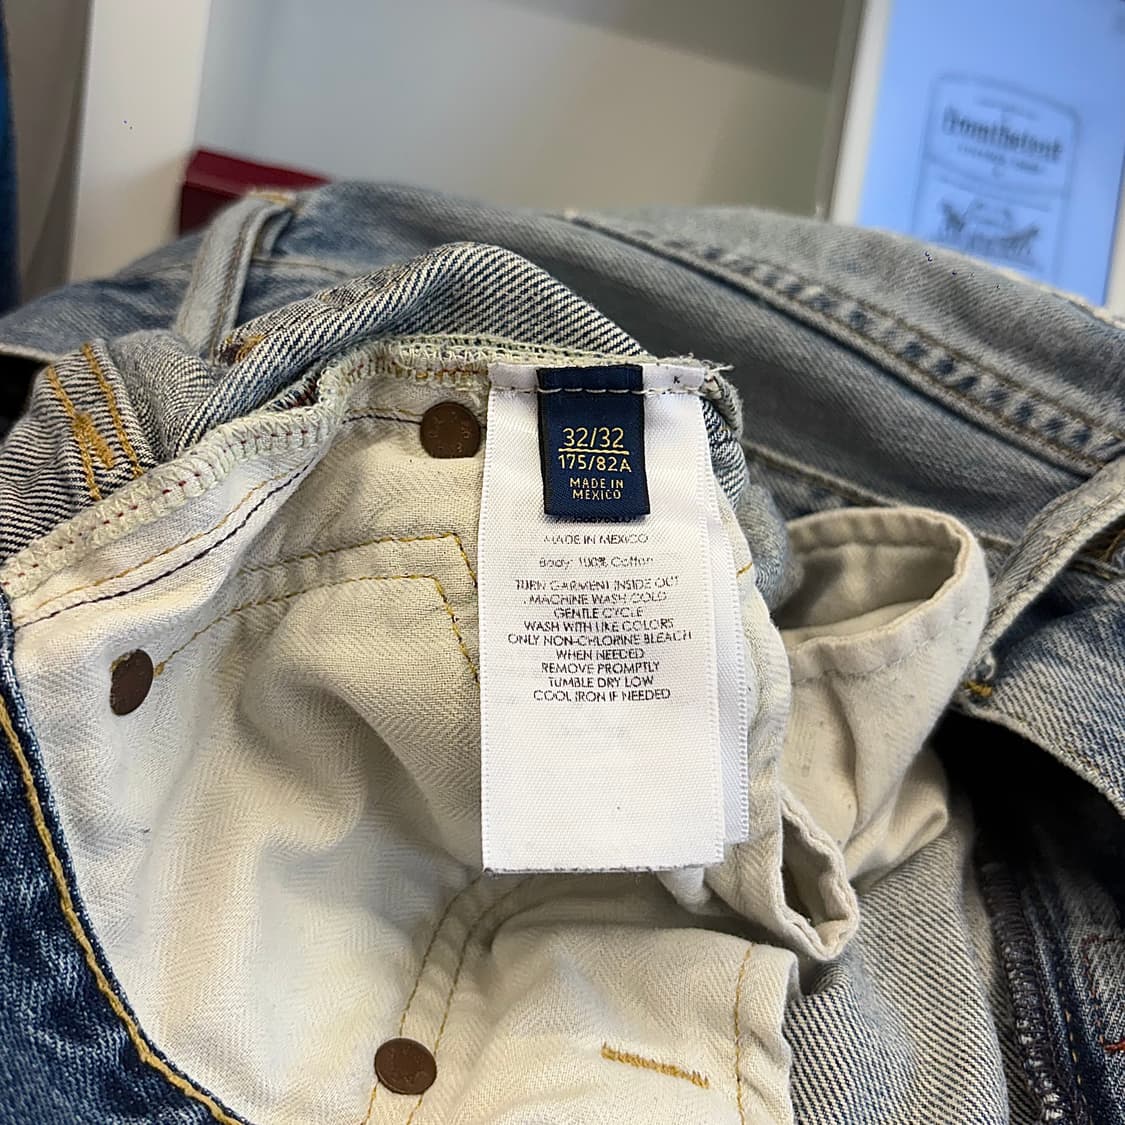 32/32
175/82A
MADE IN
MEXICO
MADE IN MEXICO
Body: 100% Cotton
TURN GARMENT INSIDE OUT
MACHINE WASH COLD
GENTLE CYCLE
WASH WITH LIKE COLORS
ONLY NON-CHLORINE BLEACH
WHEN NEEDED
REMOVE PROMPTLY
TUMBLE DRY LOW
COOL IRON IF NEEDED